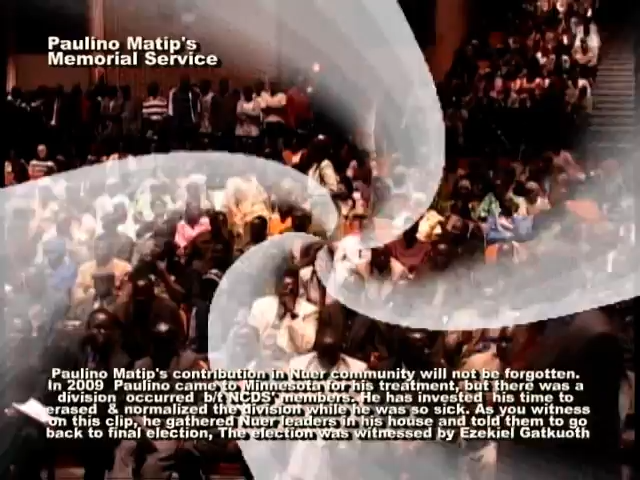 Paulino Matip's
Memorial Service
Paulino Matip's contribution in Nuer community will not be forgotten.
In 2009 Paulino came to Minnesota for his treatment, but there was a
division occurred b/t NCDS' members. He has invested his time to
erased & normalized the division while he was so sick. As you witness
on this clip, he gathered Nuer leaders in his house and told them to go
back to final election, The election was witnessed by Ezekiel Gatkuoth